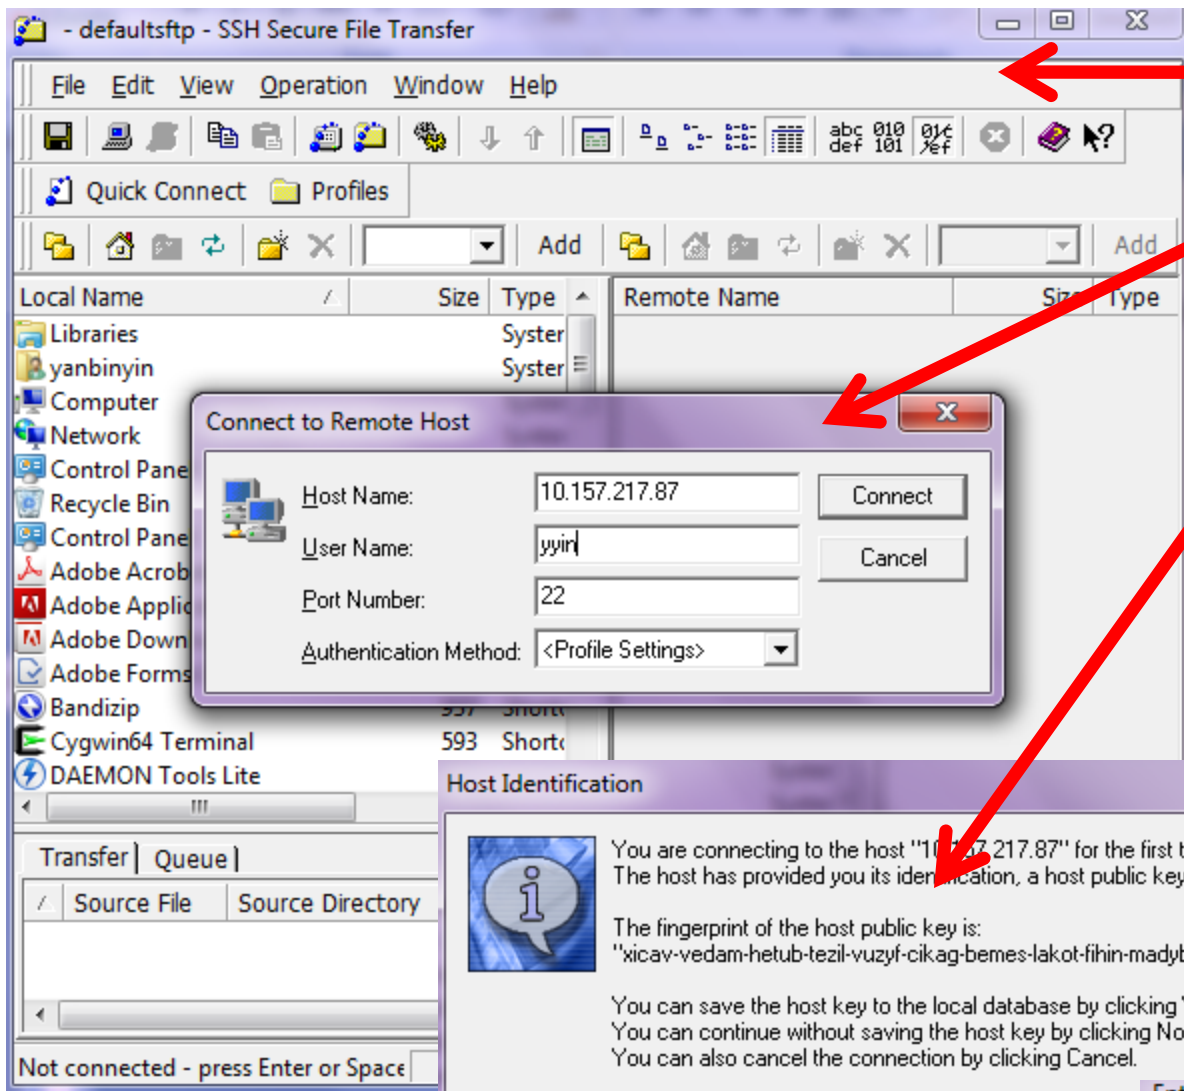 - defaultsftp - SSH Secure File Transfer
File Edit View Operation Window Help
abc def 010 101
Quick Connect Profiles
Add Add
Local Name Size Type Remote Name Size Type
Libraries Syster
yanbinyin Syster
Computer
Network
Control Pane
Recycle Bin
Control Pane
Adobe Acrob
Adobe Applic
Adobe Down
Adobe Forms
Bandizip 957 Shortc
Cygwin64 Terminal 593 Shortc
DAEMON Tools Lite
Connect to Remote Host
Host Name: 10.157.217.87 Connect
User Name: yyin Cancel
Port Number: 22
Authentication Method: <Profile Settings>
Transfer Queue
Source File Source Directory
Not connected - press Enter or Space
Host Identification
You are connecting to the host "10.157.217.87" for the first t
The host has provided you its identification, a host public key
The fingerprint of the host public key is:
"xicav-vedam-hetub-tezil-vuzyf-cikag-bemes-lakot-fihin-madyb
You can save the host key to the local database by clicking
You can continue without saving the host key by clicking No
You can also cancel the connection by clicking Cancel.